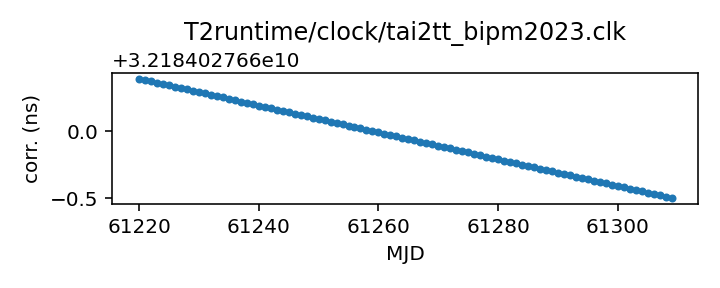 T2runtime/clock/tai2tt_bipm2023.clk
+3.218402766e10
corr. (ns)
0.0
−0.5
61220 61240 61260 61280 61300
MJD